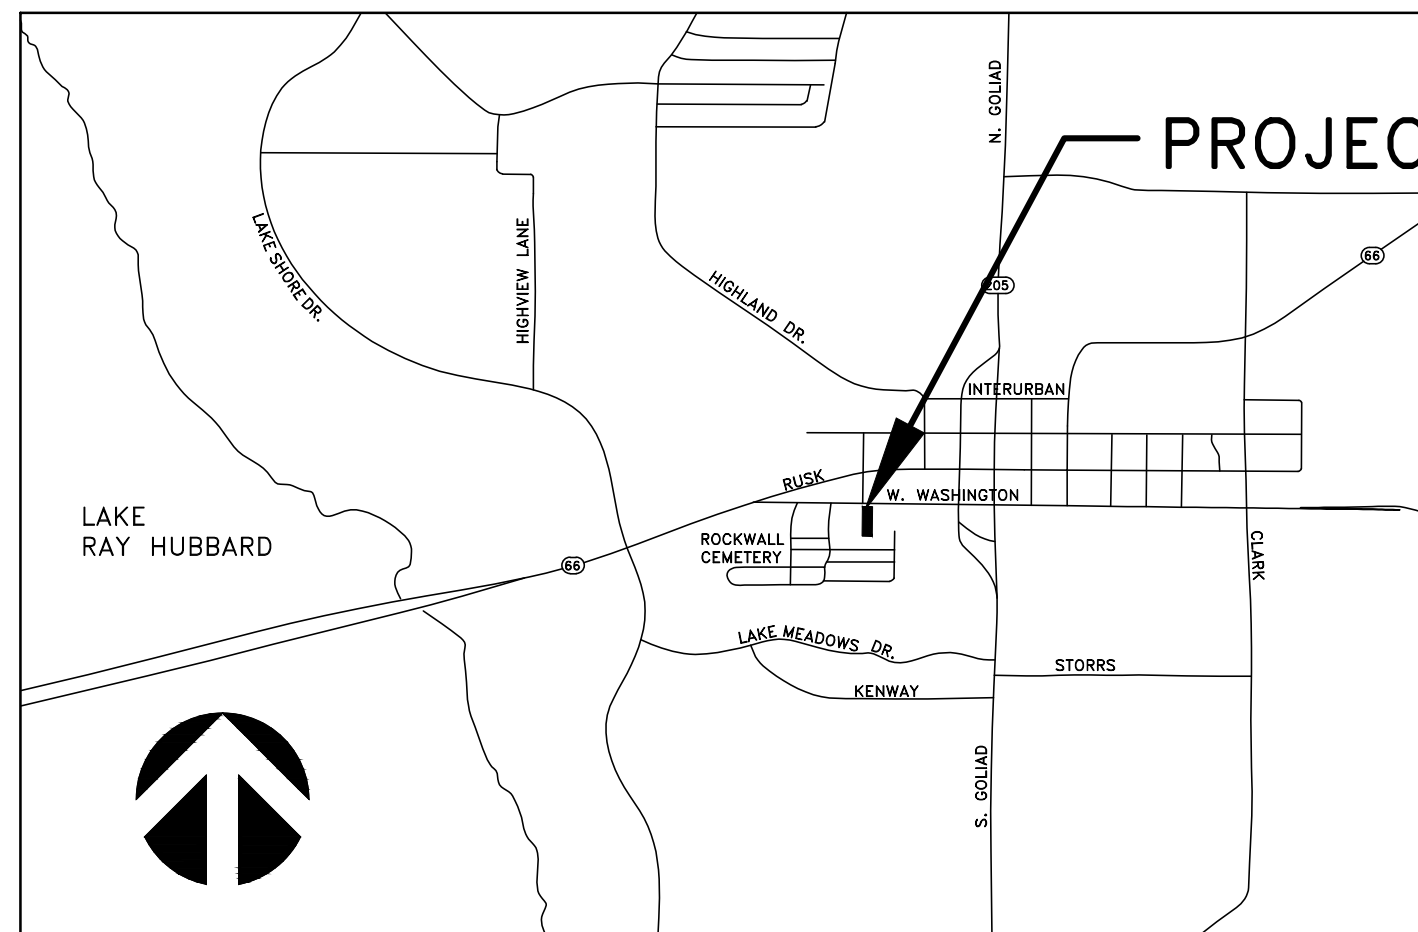 N. GOLIAD
PROJEC
LAKE SHORE DR.
HIGHVIEW LANE
HIGHLAND DR.
66
205
INTERURBAN
RUSK
W. WASHINGTON
LAKE
RAY HUBBARD
ROCKWALL
CEMETERY
66
CLARK
LAKE MEADOWS DR.
STORRS
KENWAY
S. GOLIAD